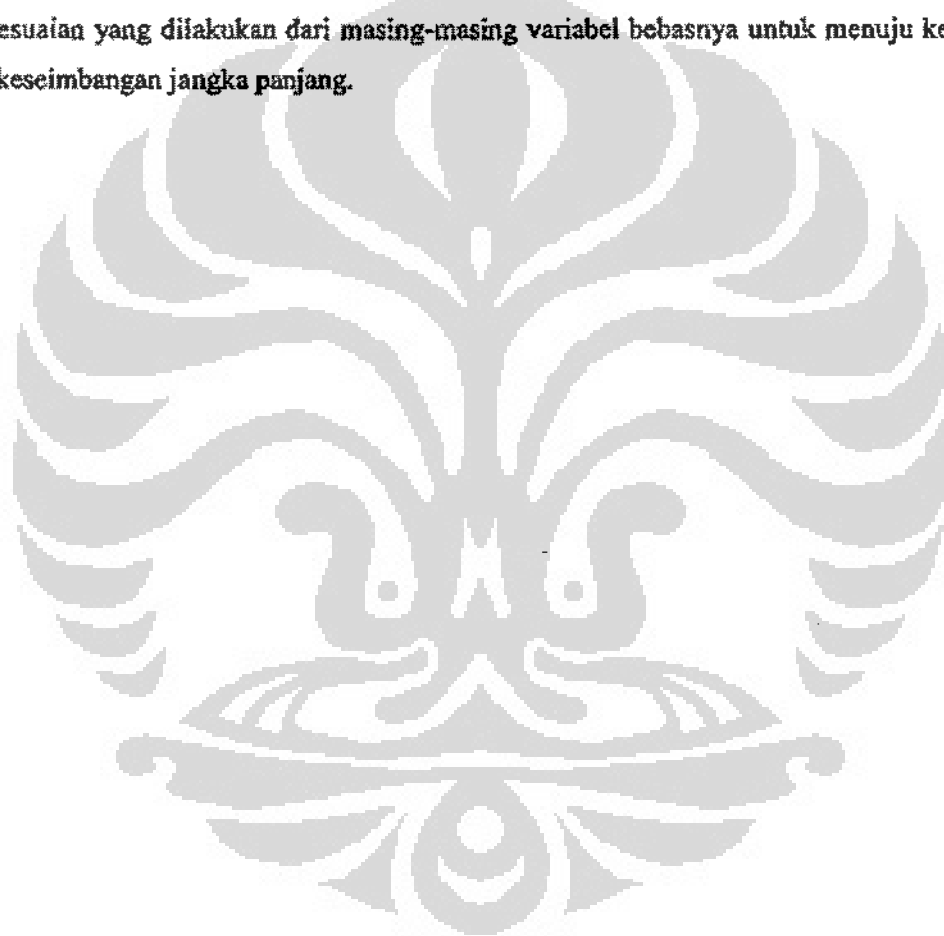 esuaian yang dilakukan dari masing-masing variabel bebasnya untuk menuju ke
keseimbangan jangka panjang.